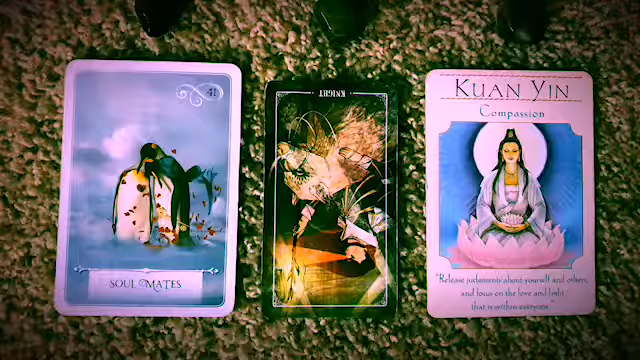 41
SOUL MATES
KNIGHT
KUAN YIN
Compassion
"Release judgments about yourself and others,
and focus on the love and light
that is within everyone."